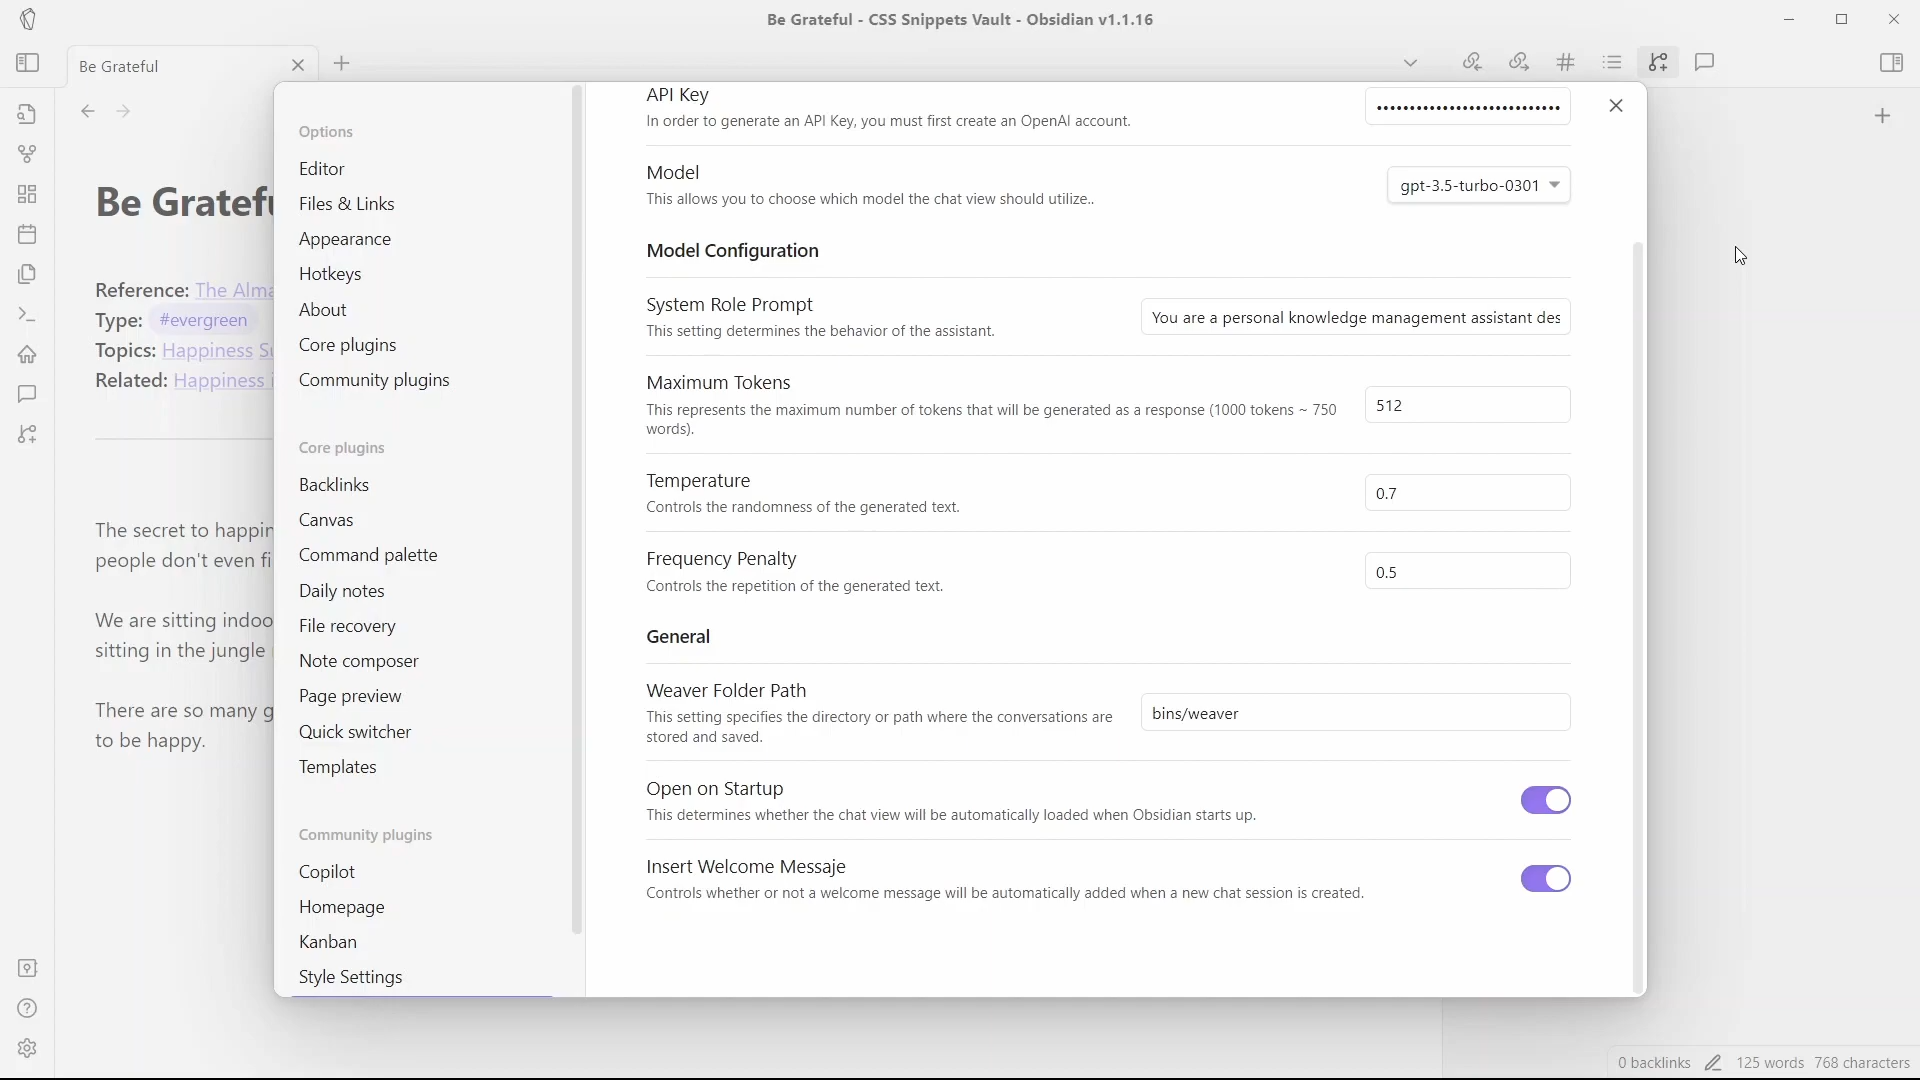 Be Grateful - CSS Snippets Vault - Obsidian v1.1.16
Be Grateful
Be Gratefu
Reference: The Alma
Type: #evergreen
Topics: Happiness Su
Related: Happiness i
The secret to happin
people don't even fi
We are sitting indoo
sitting in the jungle
There are so many g
to be happy.
Options
Editor
Files & Links
Appearance
Hotkeys
About
Core plugins
Community plugins
Core plugins
Backlinks
Canvas
Command palette
Daily notes
File recovery
Note composer
Page preview
Quick switcher
Templates
Community plugins
Copilot
Homepage
Kanban
Style Settings
API Key
In order to generate an API Key, you must first create an OpenAI account.
Model
This allows you to choose which model the chat view should utilize..
gpt-3.5-turbo-0301
Model Configuration
System Role Prompt
This setting determines the behavior of the assistant.
You are a personal knowledge management assistant des
Maximum Tokens
This represents the maximum number of tokens that will be generated as a response (1000 tokens ~ 750
words).
512
Temperature
Controls the randomness of the generated text.
0.7
Frequency Penalty
Controls the repetition of the generated text.
0.5
General
Weaver Folder Path
This setting specifies the directory or path where the conversations are
stored and saved.
bins/weaver
Open on Startup
This determines whether the chat view will be automatically loaded when Obsidian starts up.
Insert Welcome Messaje
Controls whether or not a welcome message will be automatically added when a new chat session is created.
0 backlinks 125 words 768 characters